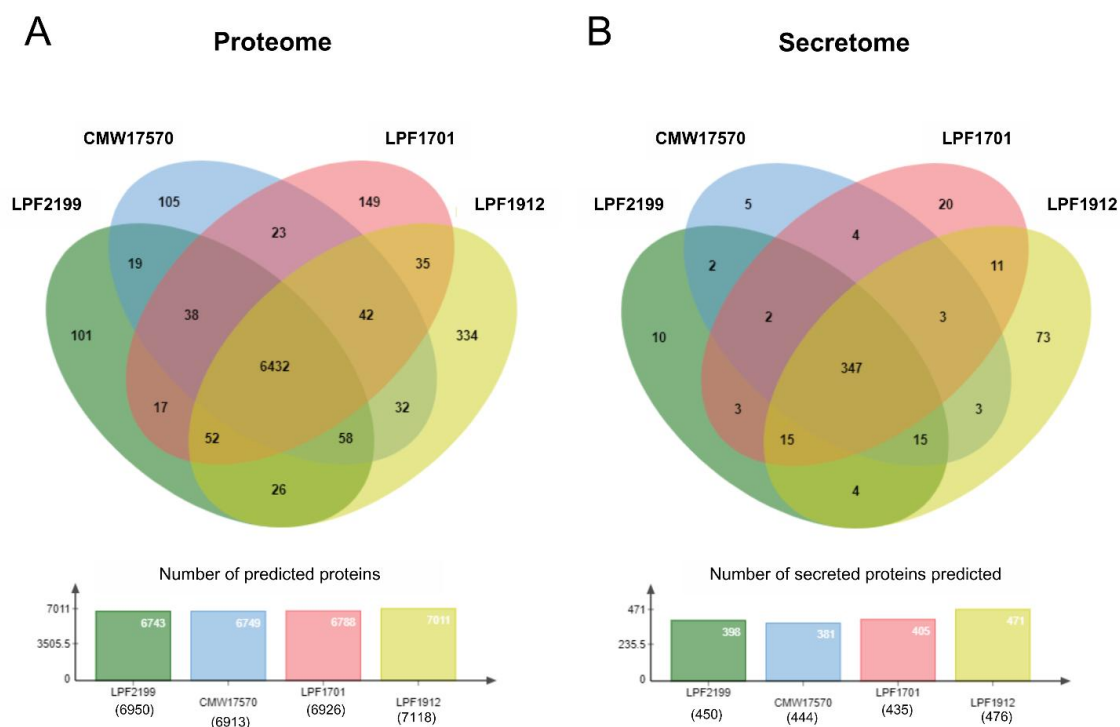 A
Proteome
CMW17570
LPF1701
LPF2199
LPF1912
105
149
23
19
35
38
42
101
334
6432
17
32
52
58
26
Number of predicted proteins
7011
3505.5
0
6743
6749
6788
7011
LPF2199
(6950)
CMW17570
(6913)
LPF1701
(6926)
LPF1912
(7118)
B
Secretome
CMW17570
LPF1701
LPF2199
LPF1912
5
20
4
2
11
2
3
10
73
347
3
3
15
15
4
Number of secreted proteins predicted
471
235.5
0
398
381
405
471
LPF2199
(450)
CMW17570
(444)
LPF1701
(435)
LPF1912
(476)